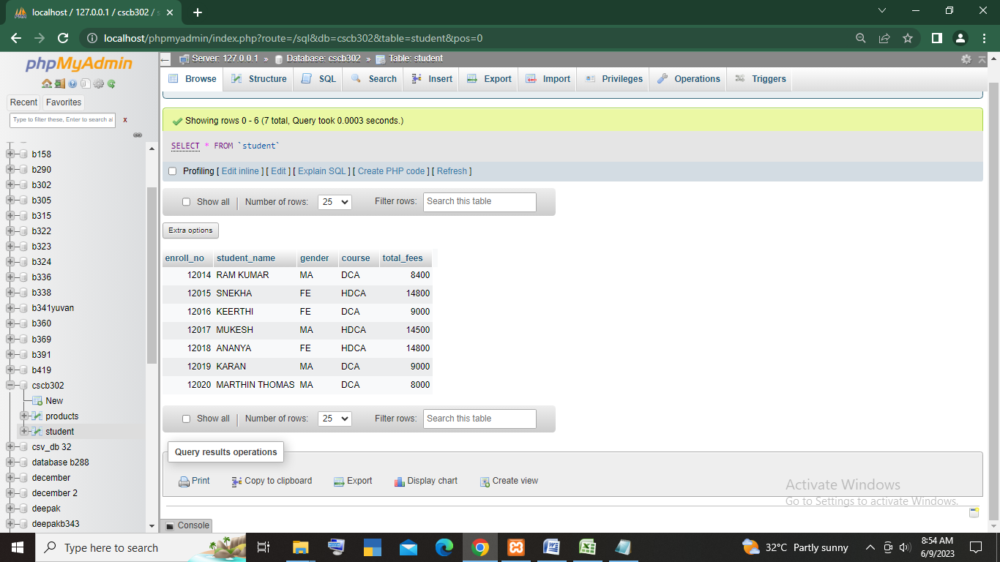 localhost / 127.0.0.1 / cscb302 / s
localhost/phpmyadmin/index.php?route=/sql&db=cscb302&table=student&pos=0
phpMyAdmin
Recent Favorites
Type to filter these, Enter to search al x
b158
b290
b302
b305
b315
b322
b323
b324
b336
b338
b341yuvan
b360
b369
b391
b419
cscb302
New
products
student
csv_db 32
database b288
december
december 2
deepak
deepakb343
Server: 127.0.0.1 » Database: cscb302 » Table: student
Browse Structure SQL Search Insert Export Import Privileges Operations Triggers
Showing rows 0 - 6 (7 total, Query took 0.0003 seconds.)
SELECT * FROM `student`
Profiling [ Edit inline ] [ Edit ] [ Explain SQL ] [ Create PHP code ] [ Refresh ]
Show all | Number of rows: 25 Filter rows: Search this table
Extra options
enroll_no student_name gender course total_fees
12014 RAM KUMAR MA DCA 8400
12015 SNEKHA FE HDCA 14800
12016 KEERTHI FE DCA 9000
12017 MUKESH MA HDCA 14500
12018 ANANYA FE HDCA 14800
12019 KARAN MA DCA 9000
12020 MARTHIN THOMAS MA DCA 8000
Show all | Number of rows: 25 Filter rows: Search this table
Query results operations
Print Copy to clipboard Export Display chart Create view
Activate Windows
Go to Settings to activate Windows.
Console
Type here to search
32°C Partly sunny
8:54 AM
6/9/2023